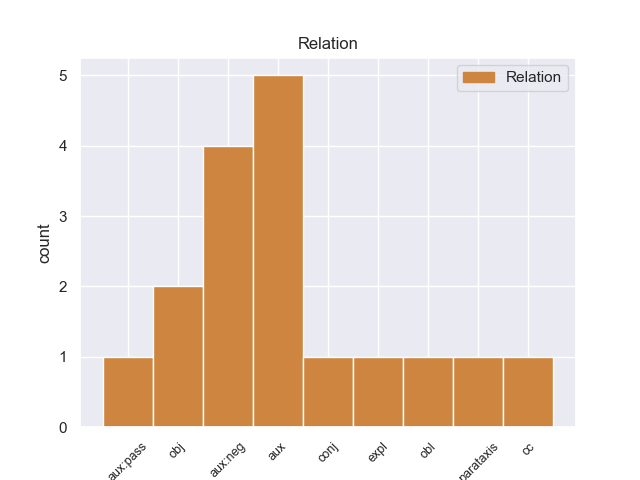 Relation
Relation
count
5
4
3
2
1
0
aux:pass
obj
aux:neg
aux
conj
expl
obl
parataxis
cc